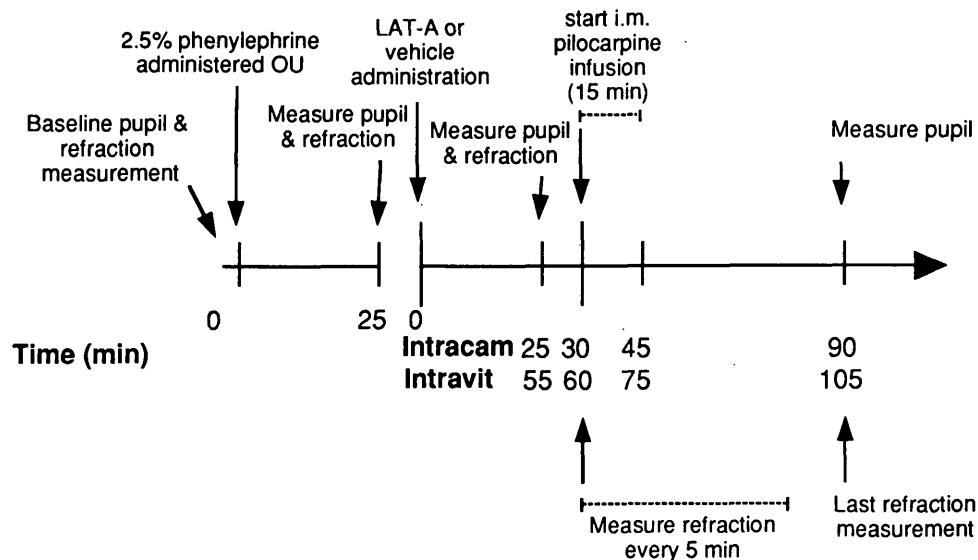 2.5% phenylephrine
administered OU
LAT-A or
vehicle
administration
start i.m.
pilocarpine
infusion
(15 min)
Baseline pupil &
refraction
measurement
Measure pupil
& refraction
Measure pupil
& refraction
Measure pupil
0 25 0
Time (min)
Intracam 25 30 45 90
Intravit 55 60 75 105
Measure refraction
every 5 min
Last refraction
measurement